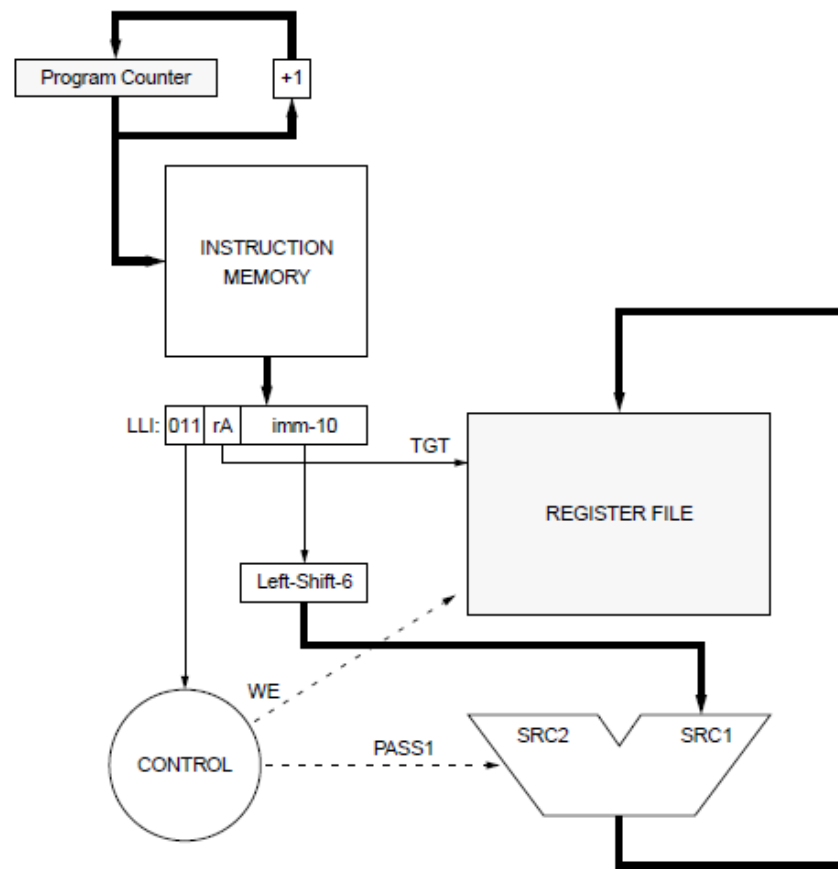 Program Counter
+1
INSTRUCTION
MEMORY
LLI: 011 rA imm-10
TGT
REGISTER FILE
Left-Shift-6
WE
SRC2 SRC1
PASS1
CONTROL